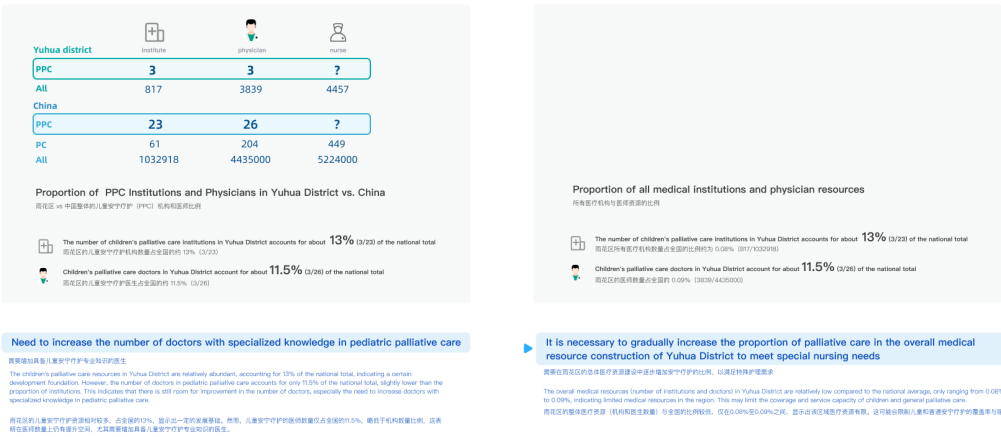 Yuhua district
institute physician nurse
PPC 3 3 ?
All 817 3839 4457
China
PPC 23 26 ?
PC 61 204 449
All 1032918 4435000 5224000
Proportion of PPC Institutions and Physicians in Yuhua District vs. China
雨花区 vs 中国整体的儿童安宁疗护（PPC）机构和医师比例
The number of children's palliative care institutions in Yuhua District accounts for about 13% (3/23) of the national total
雨花区的儿童安宁疗护机构数量占全国的约 13%（3/23）
Children's palliative care doctors in Yuhua District account for about 11.5% (3/26) of the national total
雨花区的儿童安宁疗护医生占全国的约 11.5%（3/26）
Need to increase the number of doctors with specialized knowledge in pediatric palliative care
需要增加具备儿童安宁疗护专业知识的医生
The children's palliative care resources in Yuhua District are relatively abundant, accounting for 13% of the national total, indicating a certain
development foundation. However, the number of doctors in pediatric palliative care accounts for only 11.5% of the national total, slightly lower than the
proportion of institutions. This indicates that there is still room for improvement in the number of doctors, especially the need to increase doctors with
specialized knowledge in pediatric palliative care.
雨花区的儿童安宁疗护资源相对较多，占全国的13%，显示出一定的发展基础。然而，儿童安宁疗护的医师数量仅占全国的11.5%，略低于机构数量比例，这表
明在医师数量上仍有提升空间，尤其需要增加具备儿童安宁疗护专业知识的医生。
Proportion of all medical institutions and physician resources
所有医疗机构与医师资源的比例
The number of children's palliative care institutions in Yuhua District accounts for about 13% (3/23) of the national total
雨花区所有医疗机构数量占全国的比例约为 0.08%（817/1032918）
Children's palliative care doctors in Yuhua District account for about 11.5% (3/26) of the national total
雨花区的医师数量占全国的 0.09%（3839/4435000）
It is necessary to gradually increase the proportion of palliative care in the overall medical
resource construction of Yuhua District to meet special nursing needs
需要在雨花区的总体医疗资源建设中逐步增加安宁疗护的比例，以满足特殊护理需求
The overall medical resources (number of institutions and doctors) in Yuhua District are relatively low compared to the national average, only ranging from 0.08%
to 0.09%, indicating limited medical resources in the region. This may limit the coverage and service capacity of children and general palliative care.
雨花区的整体医疗资源（机构和医生数量）与全国的比例较低，仅在0.08%至0.09%之间，显示出该区域医疗资源有限。这可能会限制儿童和普通安宁疗护的覆盖率与